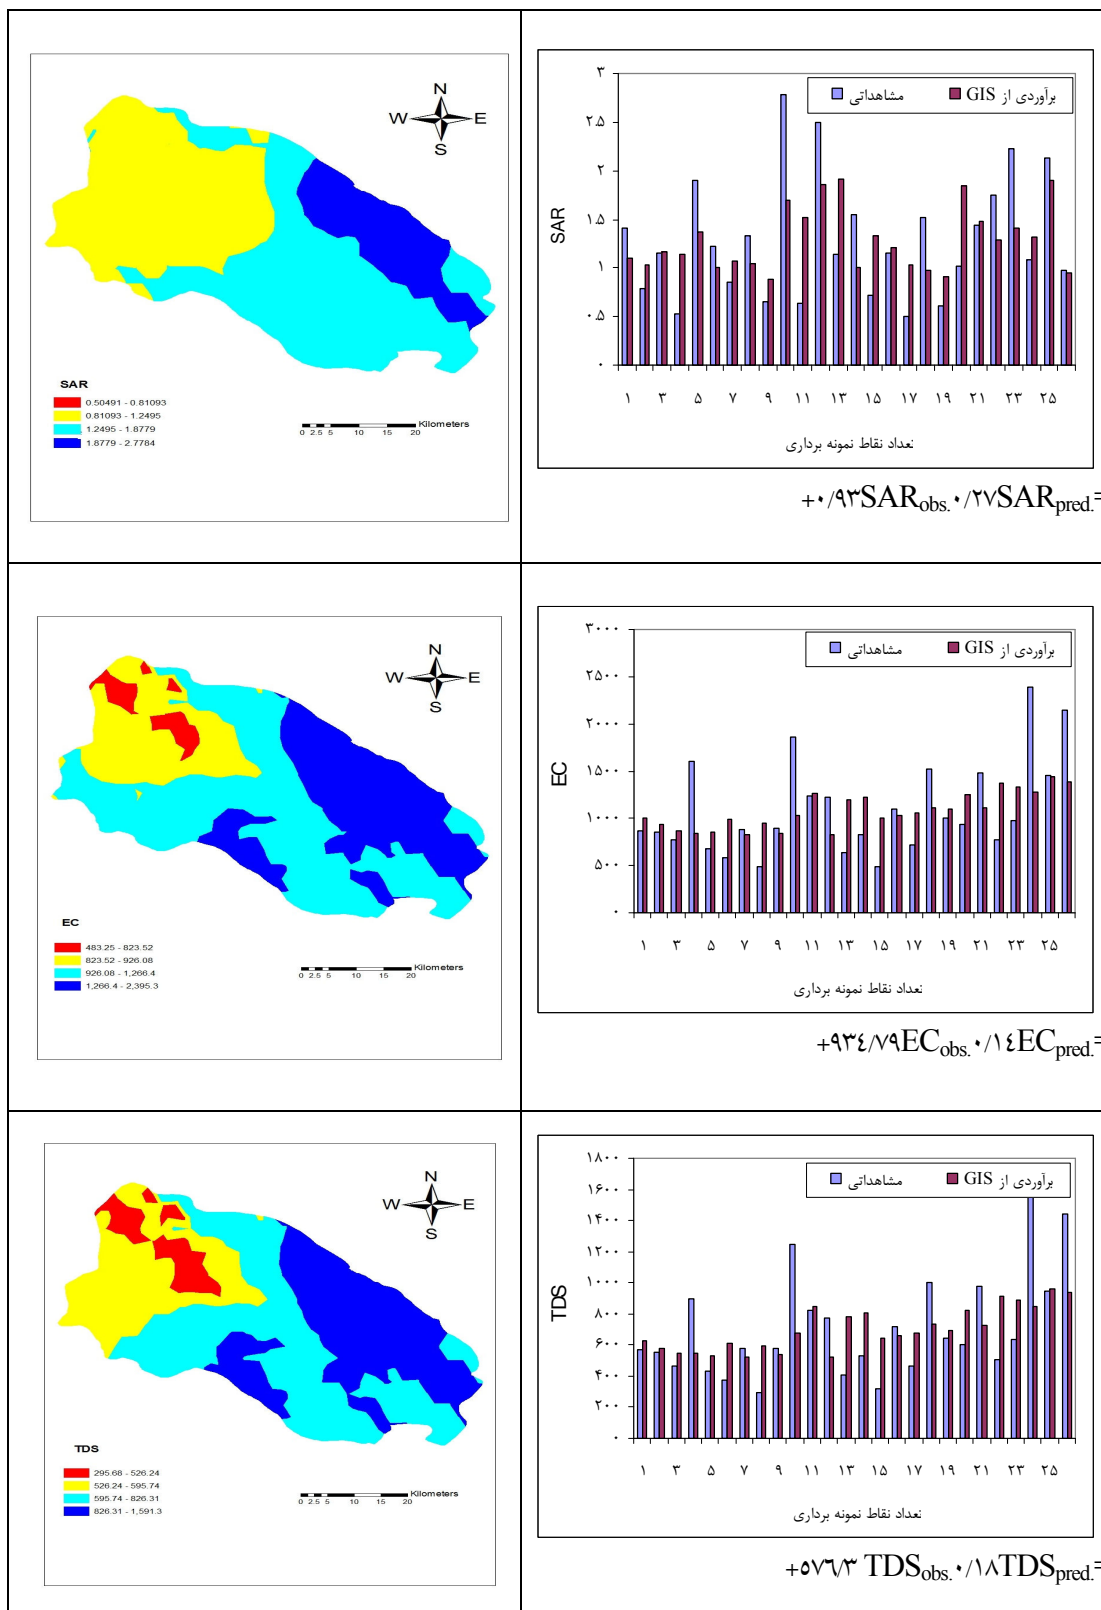 N
W E
S
SAR
0.50491 - 0.81093
0.81093 - 1.2495
1.2495 - 1.8779
1.8779 - 2.7784
Kilometers
0 2.5 5 10 15 20
مشاهداتی برآوردی از GIS
۳
۲.۵
۲
۱.۵
۱
۰.۵
۰
SAR
۱ ۳ ۵ ۷ ۹ ۱۱ ۱۳ ۱۵ ۱۷ ۱۹ ۲۱ ۲۳ ۲۵
تعداد نقاط نمونه برداری
+۰/۹۳SARobs.۰/۲۷SARpred.=
N
W E
S
EC
483.25 - 823.52
823.52 - 926.08
926.08 - 1,266.4
1,266.4 - 2,395.3
Kilometers
0 2.5 5 10 15 20
مشاهداتی برآوردی از GIS
۳۰۰۰
۲۵۰۰
۲۰۰۰
۱۵۰۰
۱۰۰۰
۵۰۰
۰
EC
۱ ۳ ۵ ۷ ۹ ۱۱ ۱۳ ۱۵ ۱۷ ۱۹ ۲۱ ۲۳ ۲۵
تعداد نقاط نمونه برداری
+۹۳٤/۷۹ECobs.۰/۱٤ECpred.=
N
W E
S
TDS
295.68 - 526.24
526.24 - 595.74
595.74 - 826.31
826.31 - 1,591.3
Kilometers
0 2.5 5 10 15 20
مشاهداتی برآوردی از GIS
۱۸۰۰
۱۶۰۰
۱۴۰۰
۱۲۰۰
۱۰۰۰
۸۰۰
۶۰۰
۴۰۰
۲۰۰
۰
TDS
۱ ۳ ۵ ۷ ۹ ۱۱ ۱۳ ۱۵ ۱۷ ۱۹ ۲۱ ۲۳ ۲۵
تعداد نقاط نمونه برداری
+٥۷٦/۳ TDSobs.۰/۱۸TDSpred.=